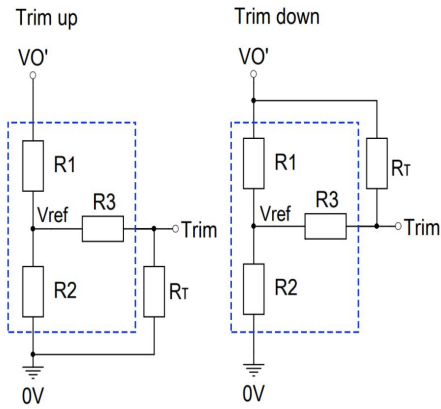 Trim up
VO'
R1
Vref
R3
Trim
R2
RT
0V
Trim down
VO'
R1
RT
Vref
R3
Trim
R2
0V